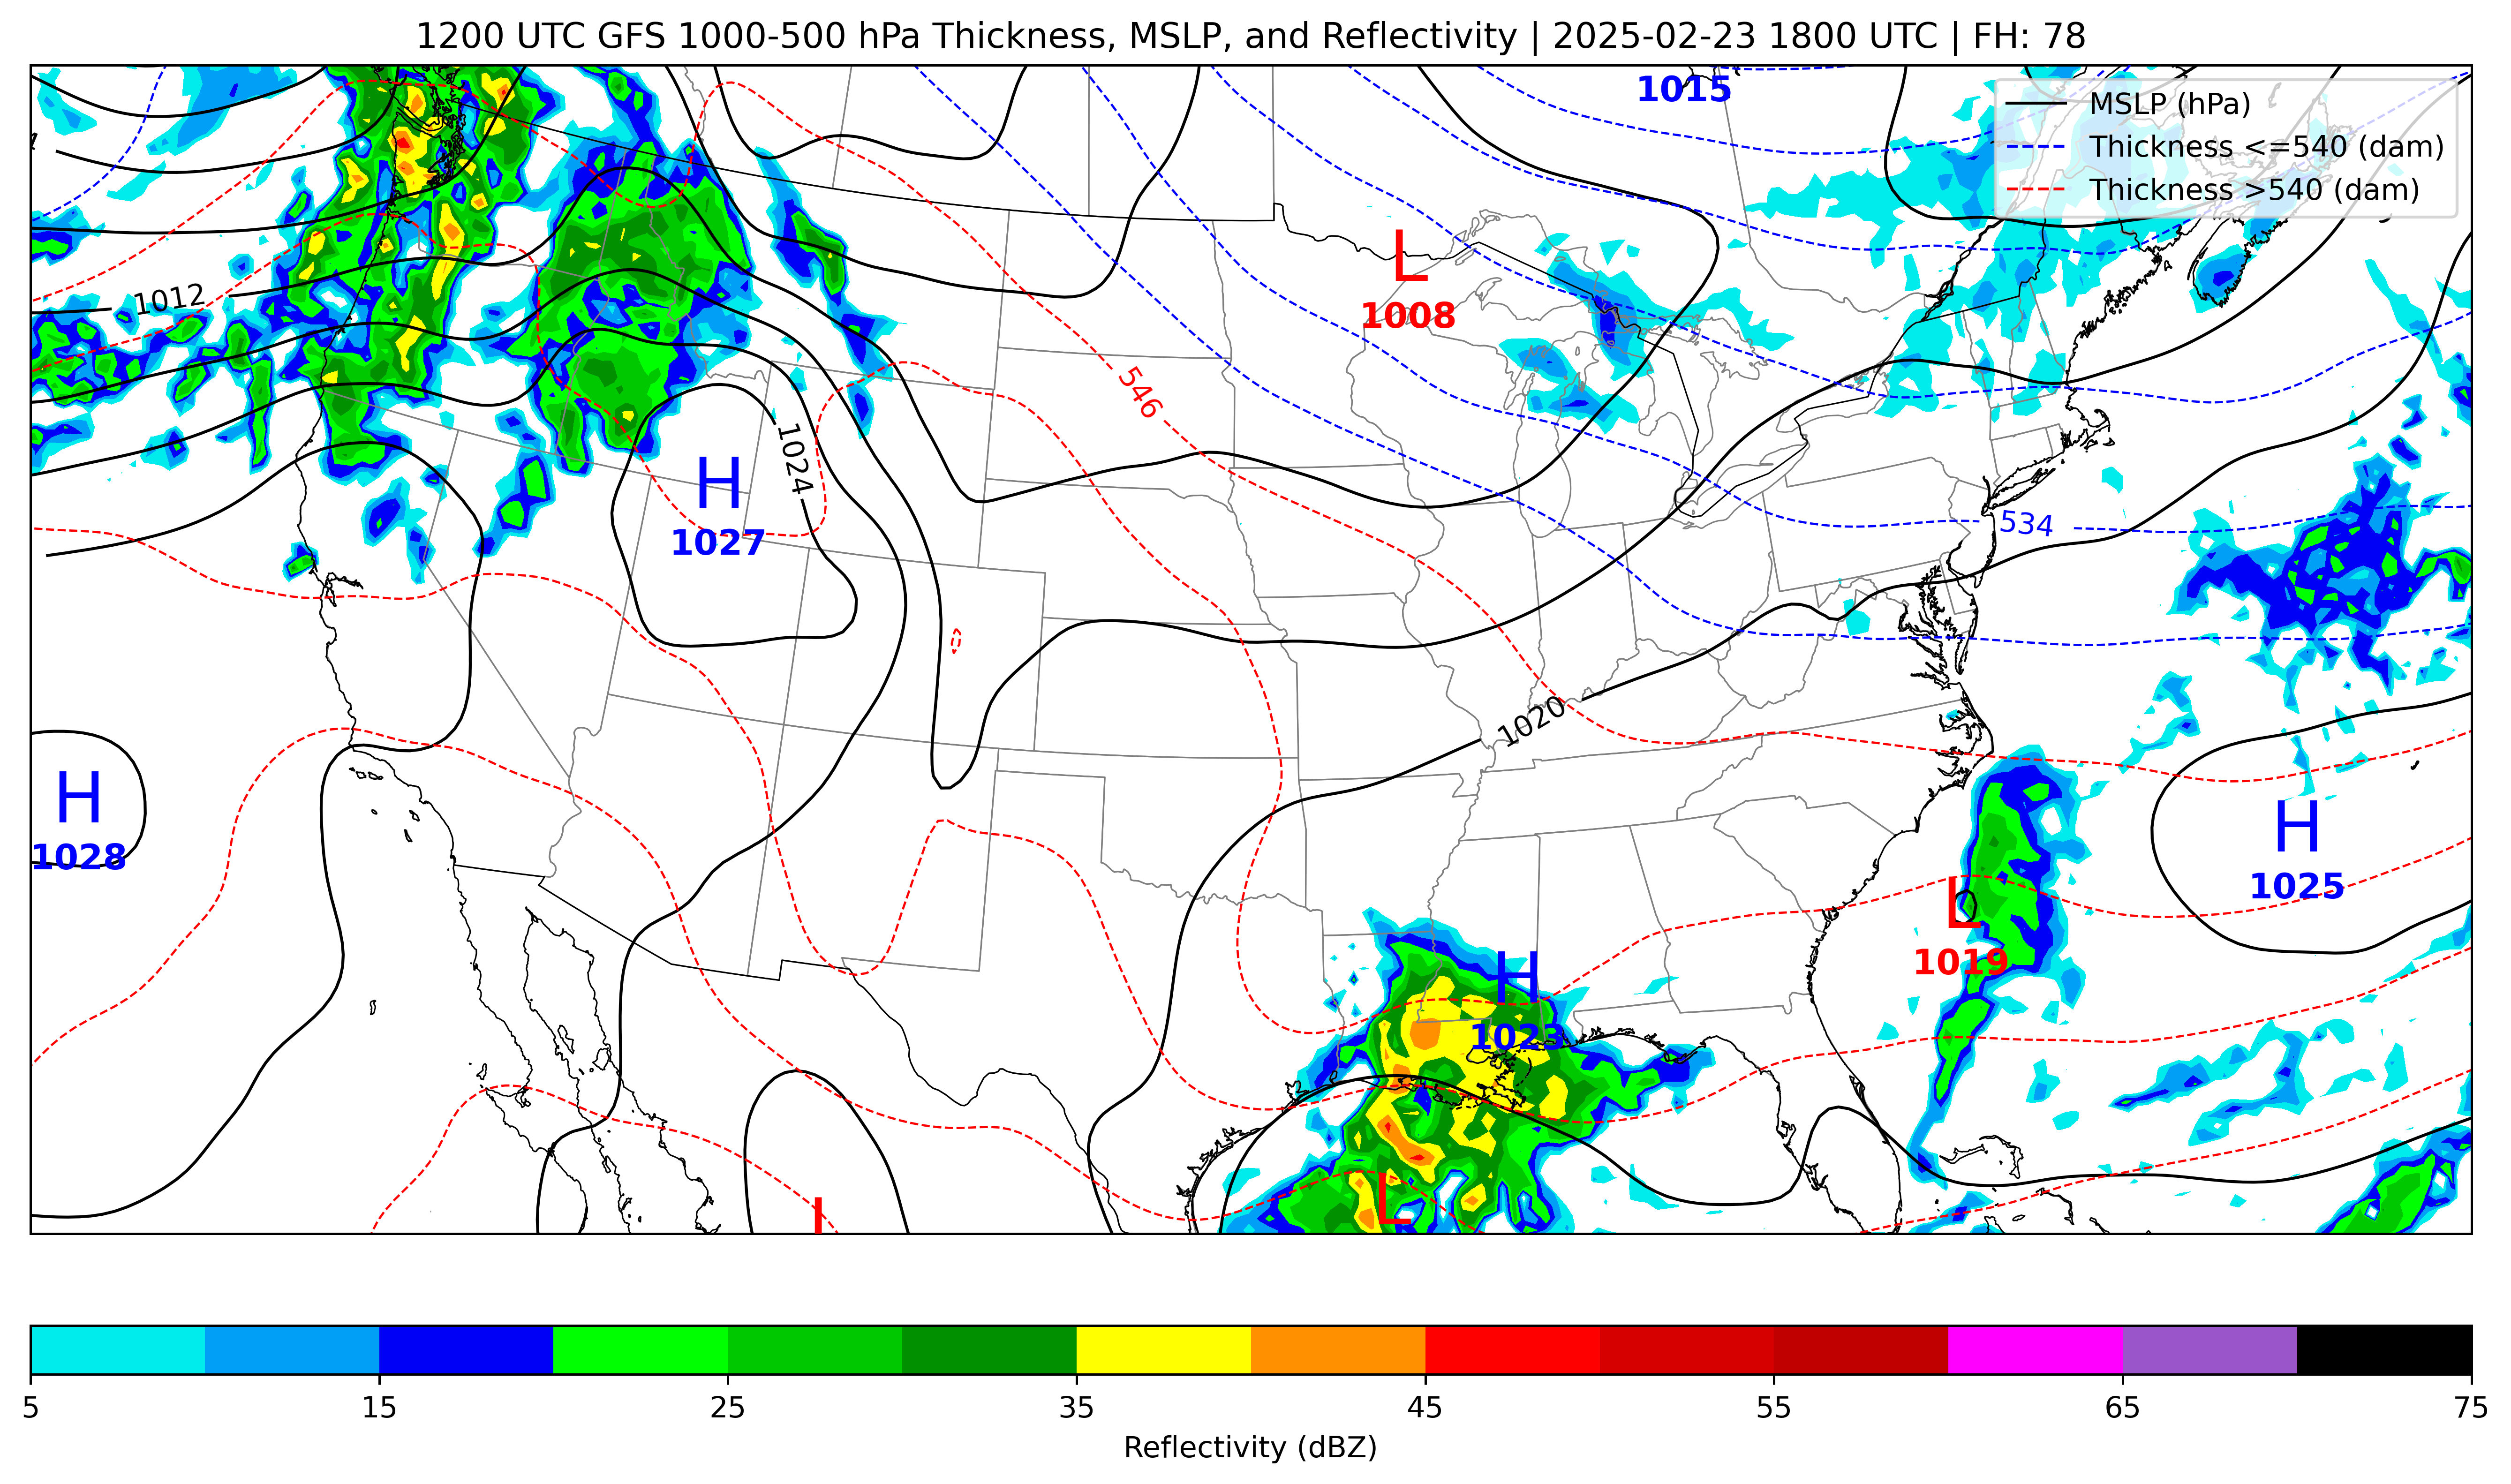 1200 UTC GFS 1000-500 hPa Thickness, MSLP, and Reflectivity | 2025-02-23 1800 UTC | FH: 78
1015
MSLP (hPa)
Thickness <=540 (dam)
Thickness >540 (dam)
L
1008
1012
546
1024
H
1027
534
1020
H
1028
H
1025
L
1019
H
1023
L
L
5 15 25 35 45 55 65 75
Reflectivity (dBZ)